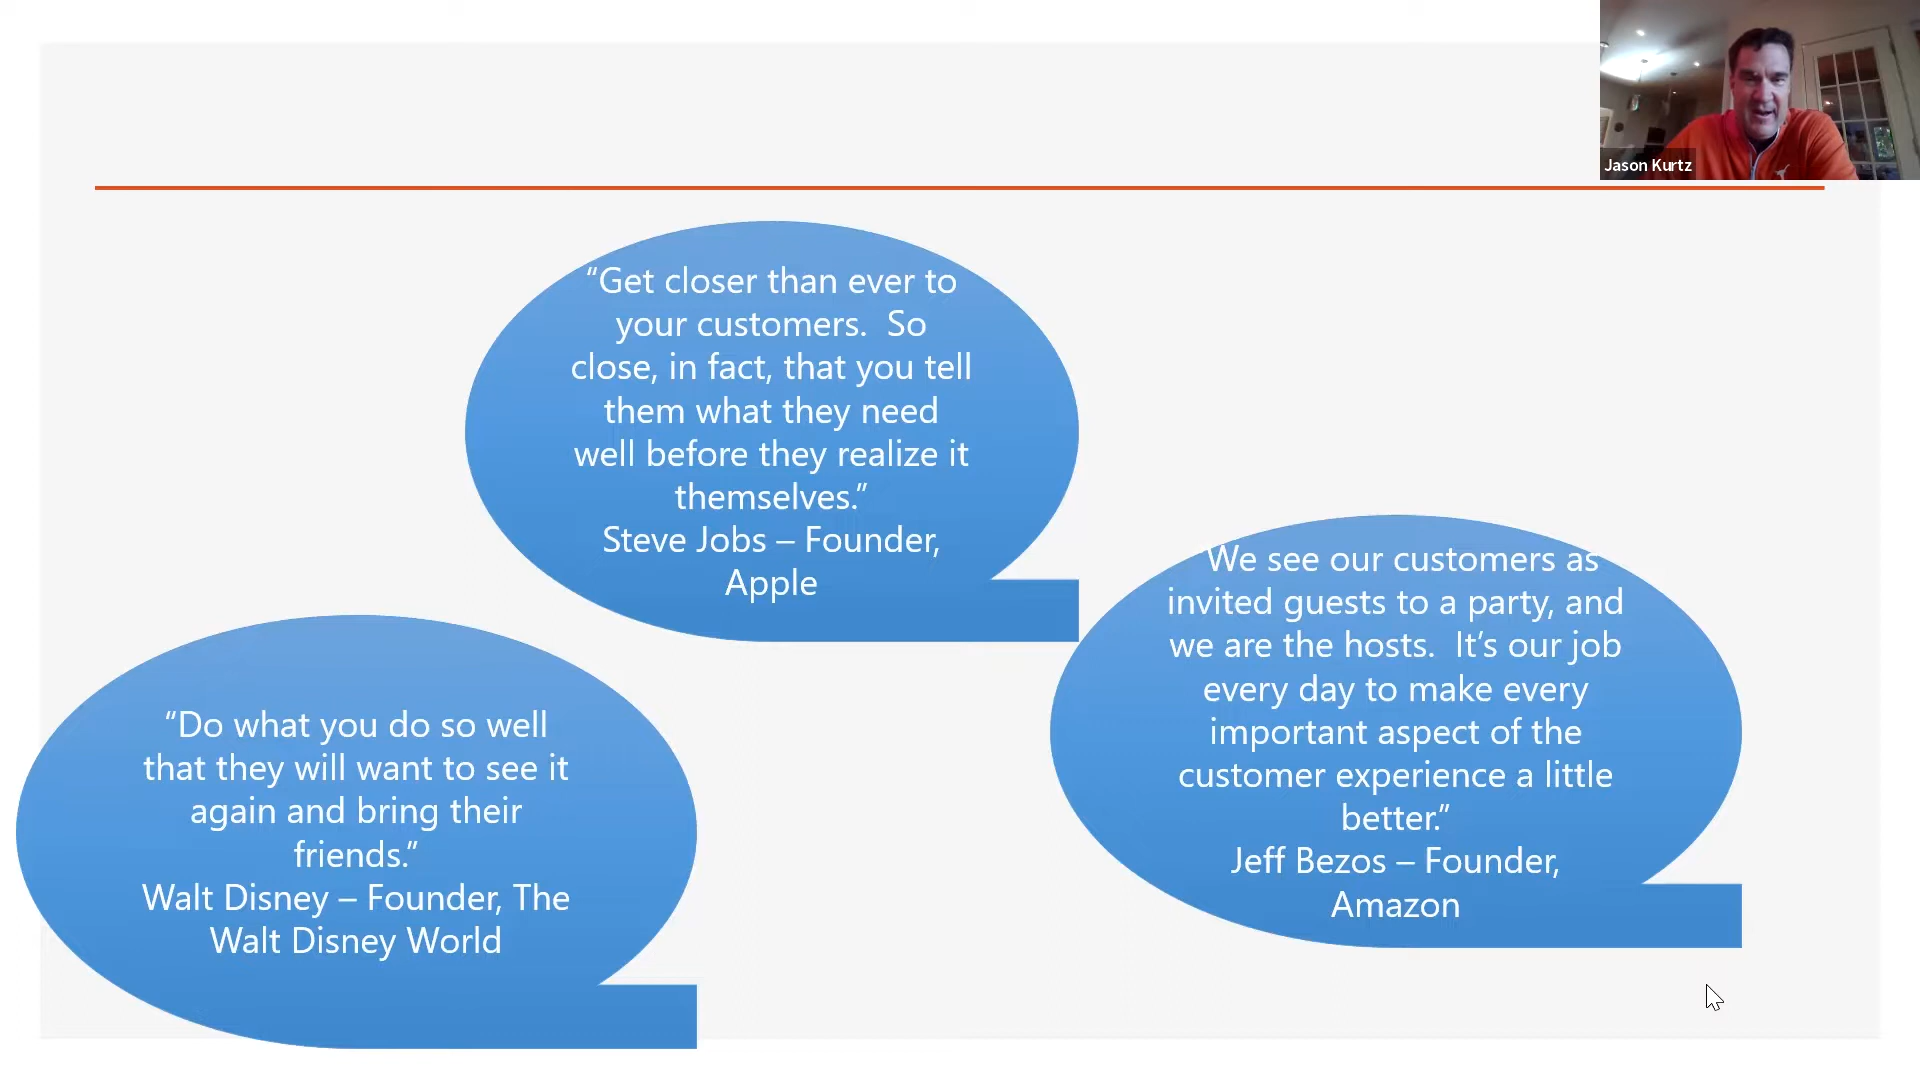 Jason Kurtz
“Get closer than ever to
your customers.  So
close, in fact, that you tell
them what they need
well before they realize it
themselves.”
Steve Jobs – Founder,
Apple
We see our customers as
invited guests to a party, and
we are the hosts.  It’s our job
every day to make every
important aspect of the
customer experience a little
better.”
Jeff Bezos – Founder,
Amazon
“Do what you do so well
that they will want to see it
again and bring their
friends.”
Walt Disney – Founder, The
Walt Disney World